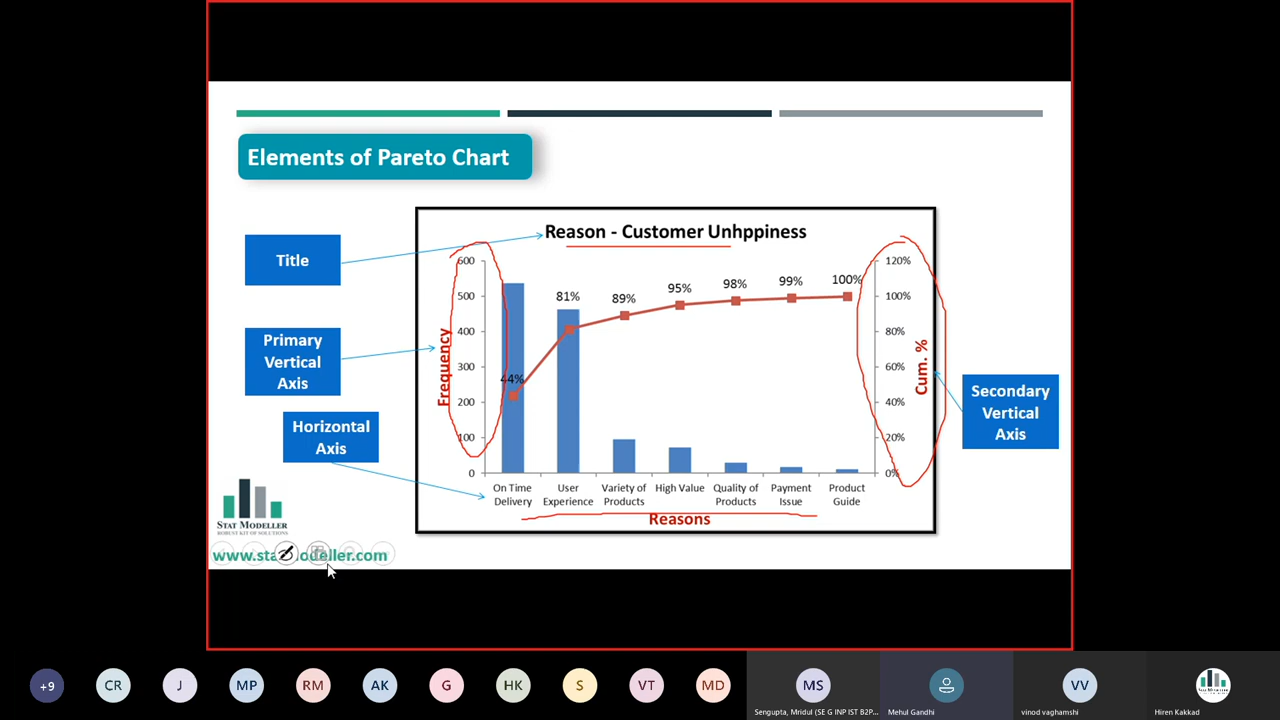 Elements of Pareto Chart
Title
Primary
Vertical
Axis
Horizontal
Axis
Reason - Customer Unhppiness
600
500
400
300
200
100
0
Frequency
44%
81%
89%
95%
98%
99%
100%
120%
100%
80%
60%
40%
20%
0%
Cum. %
On Time
Delivery
User
Experience
Variety of
Products
High Value
Quality of
Products
Payment
Issue
Product
Guide
Reasons
Secondary
Vertical
Axis
STAT MODELLER
ROBUST KIT OF SOLUTIONS
www.statmodeller.com
+9
CR
J
MP
RM
AK
G
HK
S
VT
MD
MS
VV
Sengupta, Mridul (SE G INP IST B2P...
Mehul Gandhi
vinod vaghamshi
Hiren Kakkad